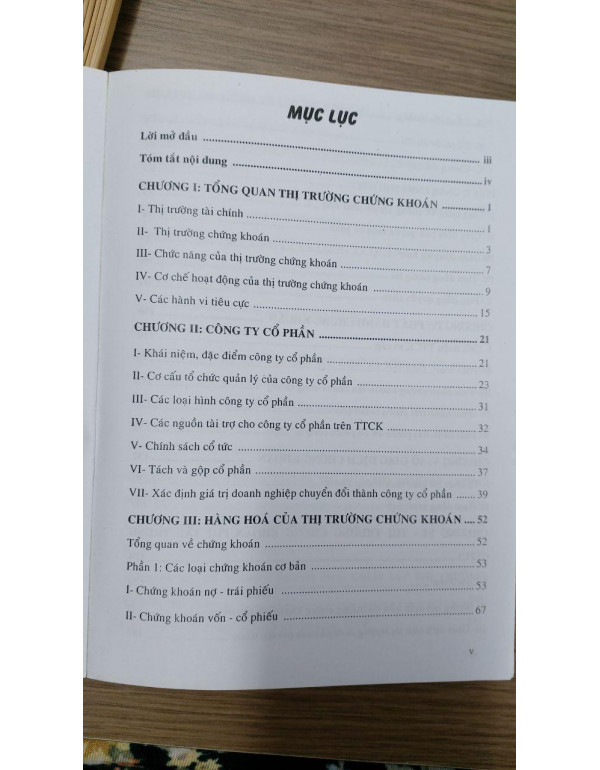 MỤC LỤC
Lời mở đầu ........ iii
Tóm tắt nội dung ........ iv
CHƯƠNG I: TỔNG QUAN THỊ TRƯỜNG CHỨNG KHOÁN ........ 1
I- Thị trường tài chính ........ 1
II- Thị trường chứng khoán ........ 3
III- Chức năng của thị trường chứng khoán ........ 7
IV- Cơ chế hoạt động của thị trường chứng khoán ........ 9
V- Các hành vi tiêu cực ........ 15
CHƯƠNG II: CÔNG TY CỔ PHẦN ........ 21
I- Khái niệm, đặc điểm công ty cổ phần ........ 21
II- Cơ cấu tổ chức quản lý của công ty cổ phần ........ 23
III- Các loại hình công ty cổ phần ........ 31
IV- Các nguồn tài trợ cho công ty cổ phần trên TTCK ........ 32
V- Chính sách cổ tức ........ 34
VI- Tách và gộp cổ phần ........ 37
VII- Xác định giá trị doanh nghiệp chuyển đổi thành công ty cổ phần ....... 39
CHƯƠNG III: HÀNG HOÁ CỦA THỊ TRƯỜNG CHỨNG KHOÁN .... 52
Tổng quan về chứng khoán ........ 52
Phần 1: Các loại chứng khoán cơ bản ........ 53
I- Chứng khoán nợ - trái phiếu ........ 53
II- Chứng khoán vốn - cổ phiếu ........ 67
v